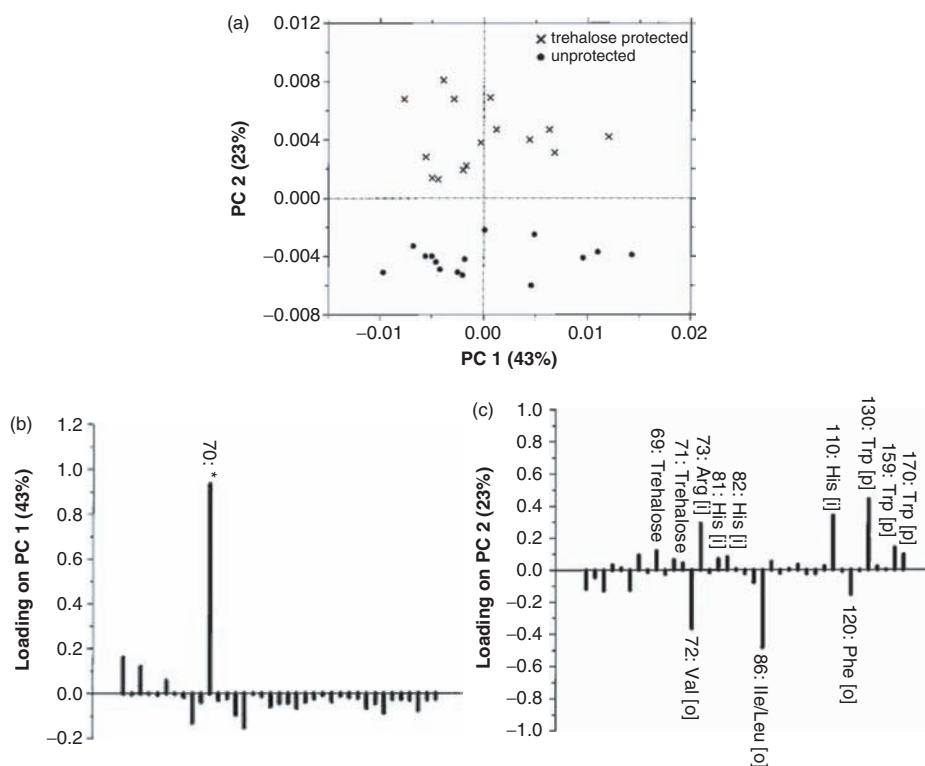 (a)
0.012
0.008
0.004
0.000
−0.004
−0.008
PC 2 (23%)
× trehalose protected
● unprotected
−0.01 0.00 0.01 0.02
PC 1 (43%)
(b)
1.2
1.0
0.8
0.6
0.4
0.2
0.0
−0.2
Loading on PC 1 (43%)
70: *
(c)
1.0
0.8
0.6
0.4
0.2
0.0
−0.2
−0.4
−0.6
−0.8
−1.0
Loading on PC 2 (23%)
69: Trehalose
71: Trehalose
72: Val [o]
73: Arg [i]
81: His [i]
82: His [i]
86: Ile/Leu [o]
110: His [i]
120: Phe [o]
130: Trp [p]
159: Trp [p]
170: Trp [p]